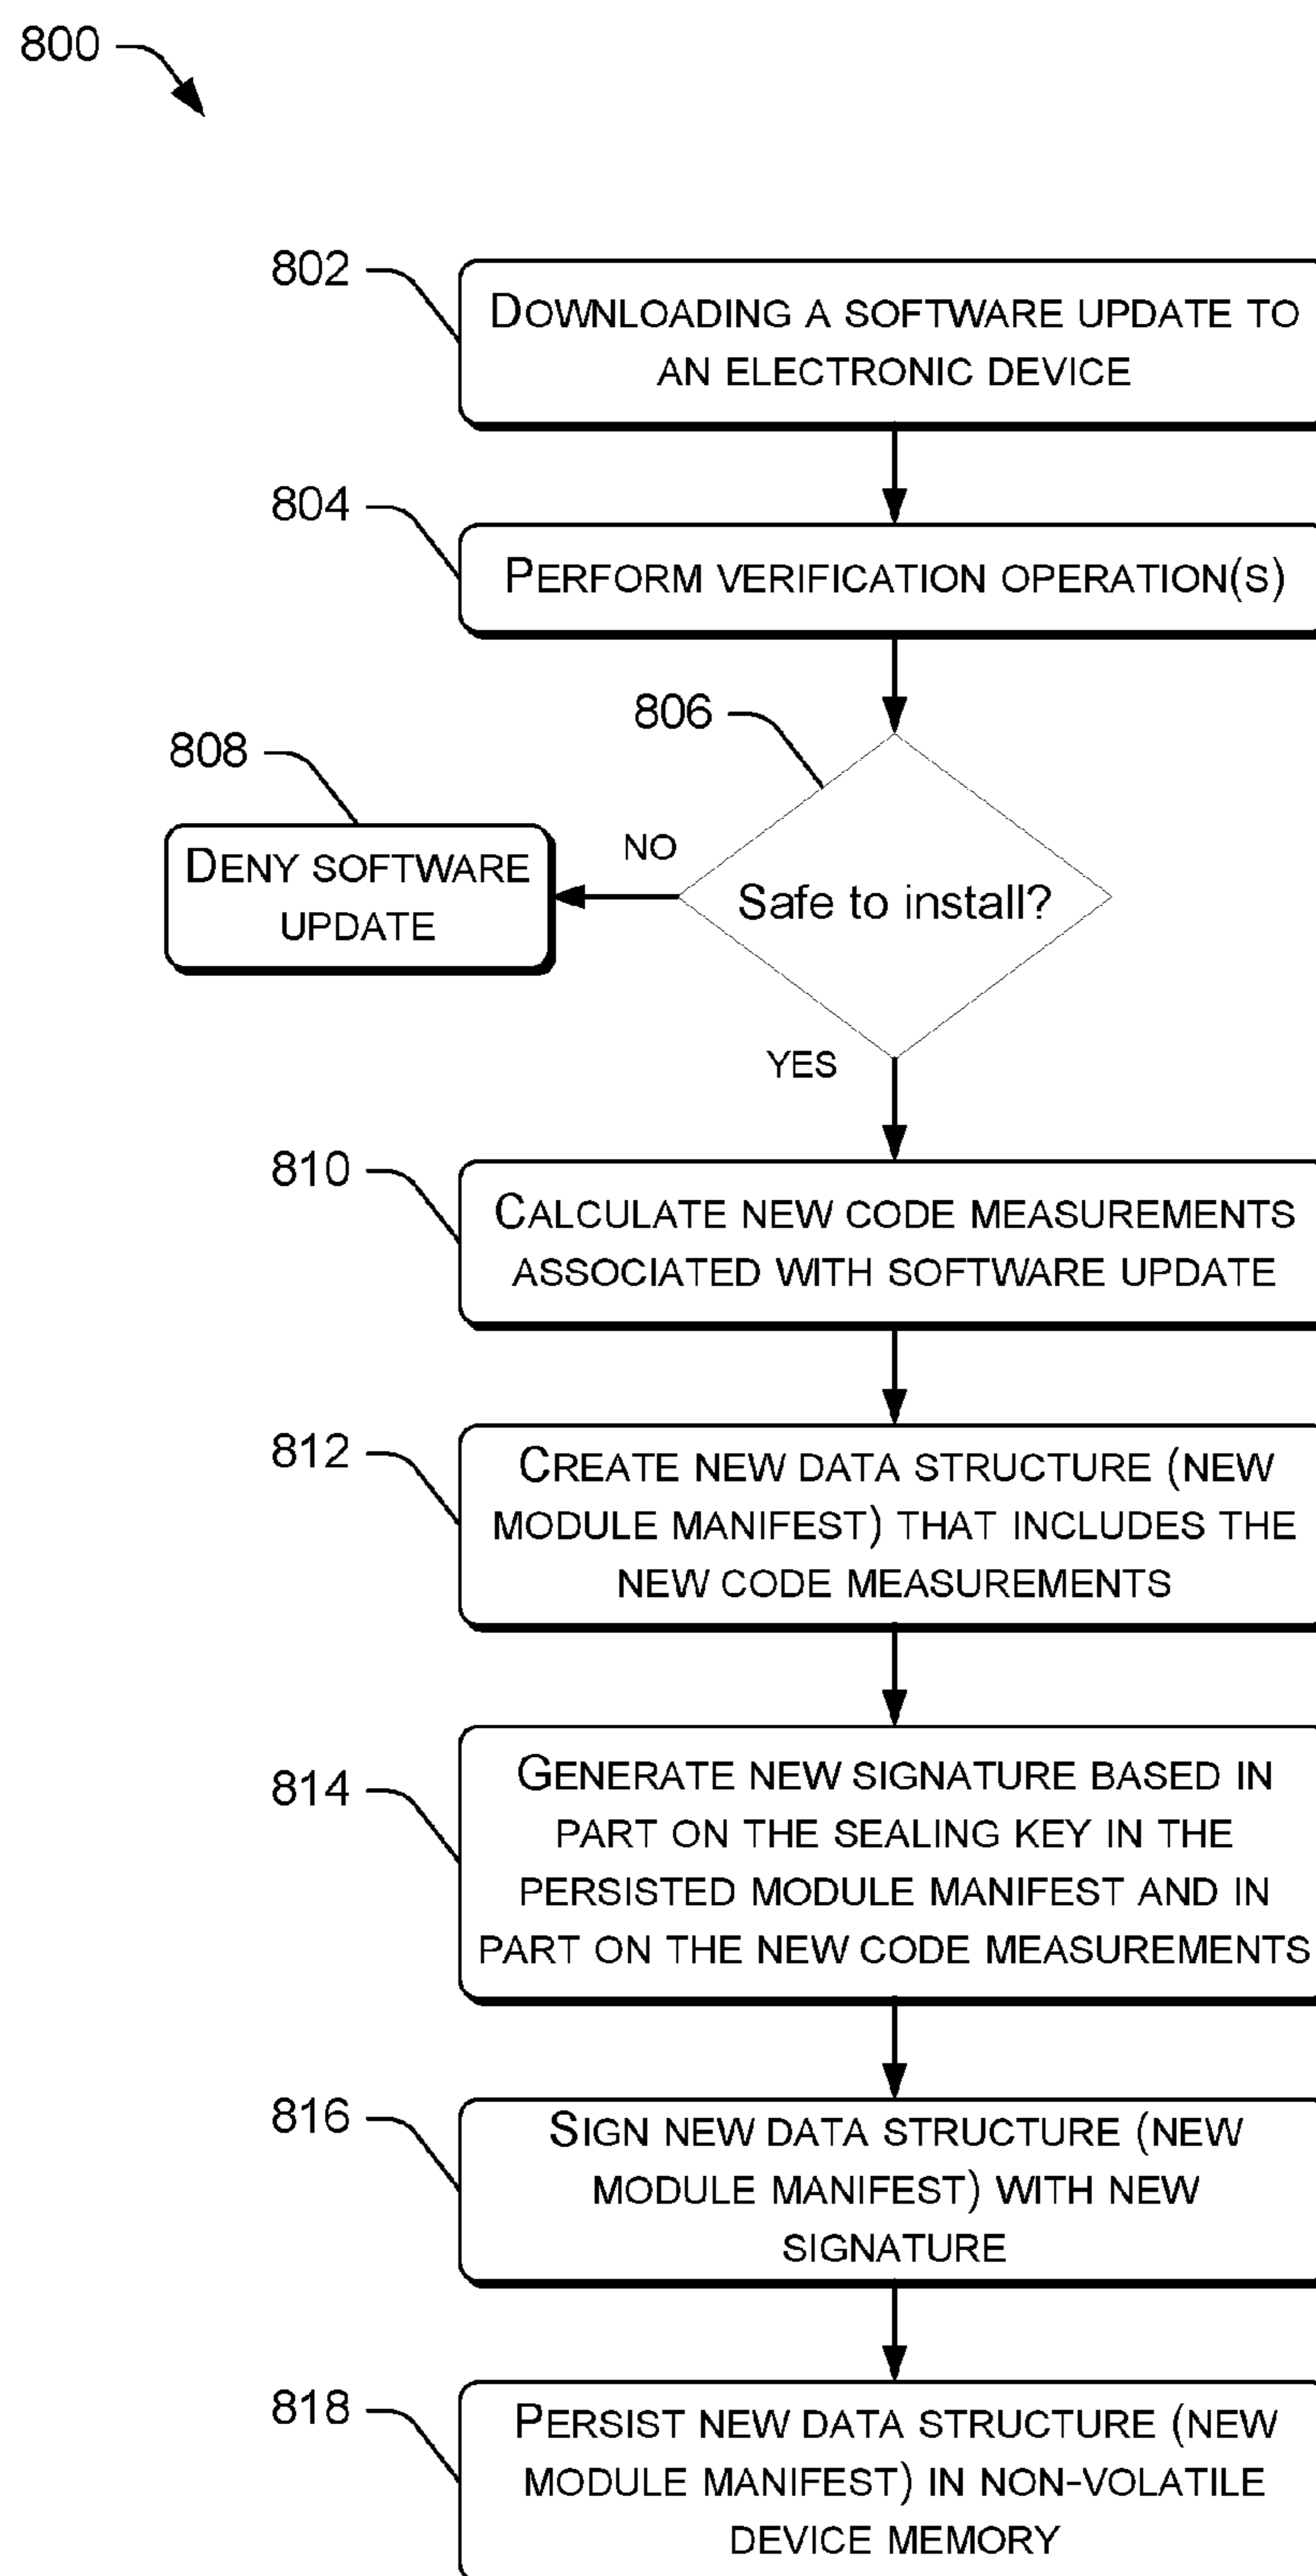 800
802
DOWNLOADING A SOFTWARE UPDATE TO
AN ELECTRONIC DEVICE
804
PERFORM VERIFICATION OPERATION(S)
806
808
NO
DENY SOFTWARE
UPDATE
Safe to install?
YES
810
CALCULATE NEW CODE MEASUREMENTS
ASSOCIATED WITH SOFTWARE UPDATE
812
CREATE NEW DATA STRUCTURE (NEW
MODULE MANIFEST) THAT INCLUDES THE
NEW CODE MEASUREMENTS
814
GENERATE NEW SIGNATURE BASED IN
PART ON THE SEALING KEY IN THE
PERSISTED MODULE MANIFEST AND IN
PART ON THE NEW CODE MEASUREMENTS
816
SIGN NEW DATA STRUCTURE (NEW
MODULE MANIFEST) WITH NEW
SIGNATURE
818
PERSIST NEW DATA STRUCTURE (NEW
MODULE MANIFEST) IN NON-VOLATILE
DEVICE MEMORY